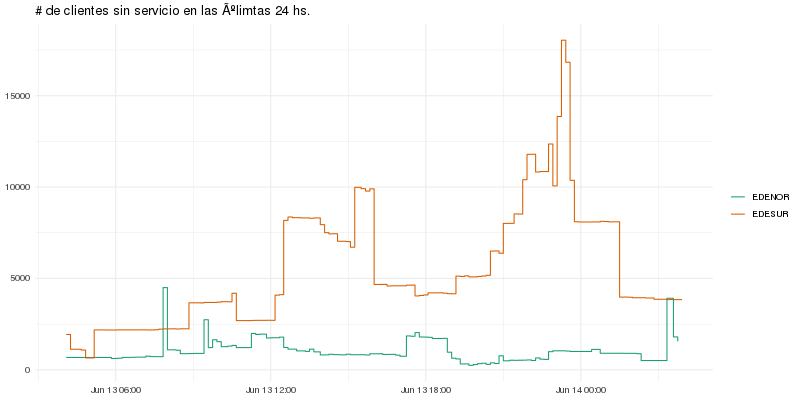 # de clientes sin servicio en las Ãºlimtas 24 hs.
15000
10000
5000
0
EDENOR
EDESUR
Jun 13 06:00
Jun 13 12:00
Jun 13 18:00
Jun 14 00:00